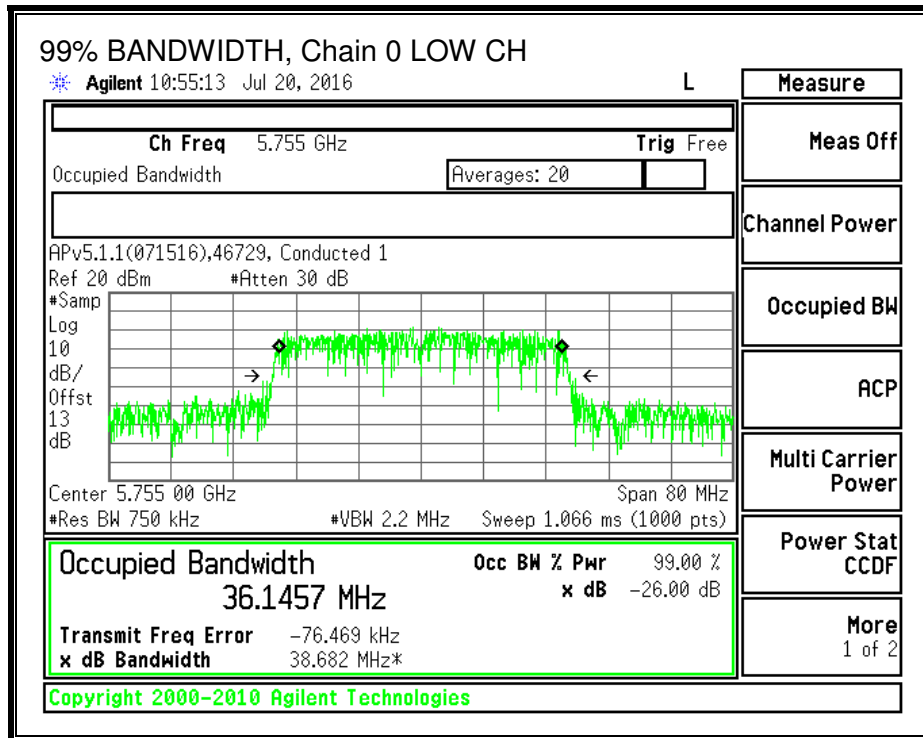 99% BANDWIDTH, Chain 0 LOW CH
Agilent 10:55:13 Jul 20, 2016 L
Measure
Ch Freq 5.755 GHz Trig Free
Meas Off
Occupied Bandwidth Averages: 20
Channel Power
APv5.1.1(071516),46729, Conducted 1
Ref 20 dBm #Atten 30 dB
#Samp
Log
10
dB/
Offst
13
dB
Occupied BW
ACP
Multi Carrier
Power
Center 5.755 00 GHz Span 80 MHz
#Res BW 750 kHz #VBW 2.2 MHz Sweep 1.066 ms (1000 pts)
Power Stat
CCDF
Occupied Bandwidth Occ BW % Pwr 99.00 %
36.1457 MHz x dB -26.00 dB
Transmit Freq Error -76.469 kHz
x dB Bandwidth 38.682 MHz*
More
1 of 2
Copyright 2000-2010 Agilent Technologies